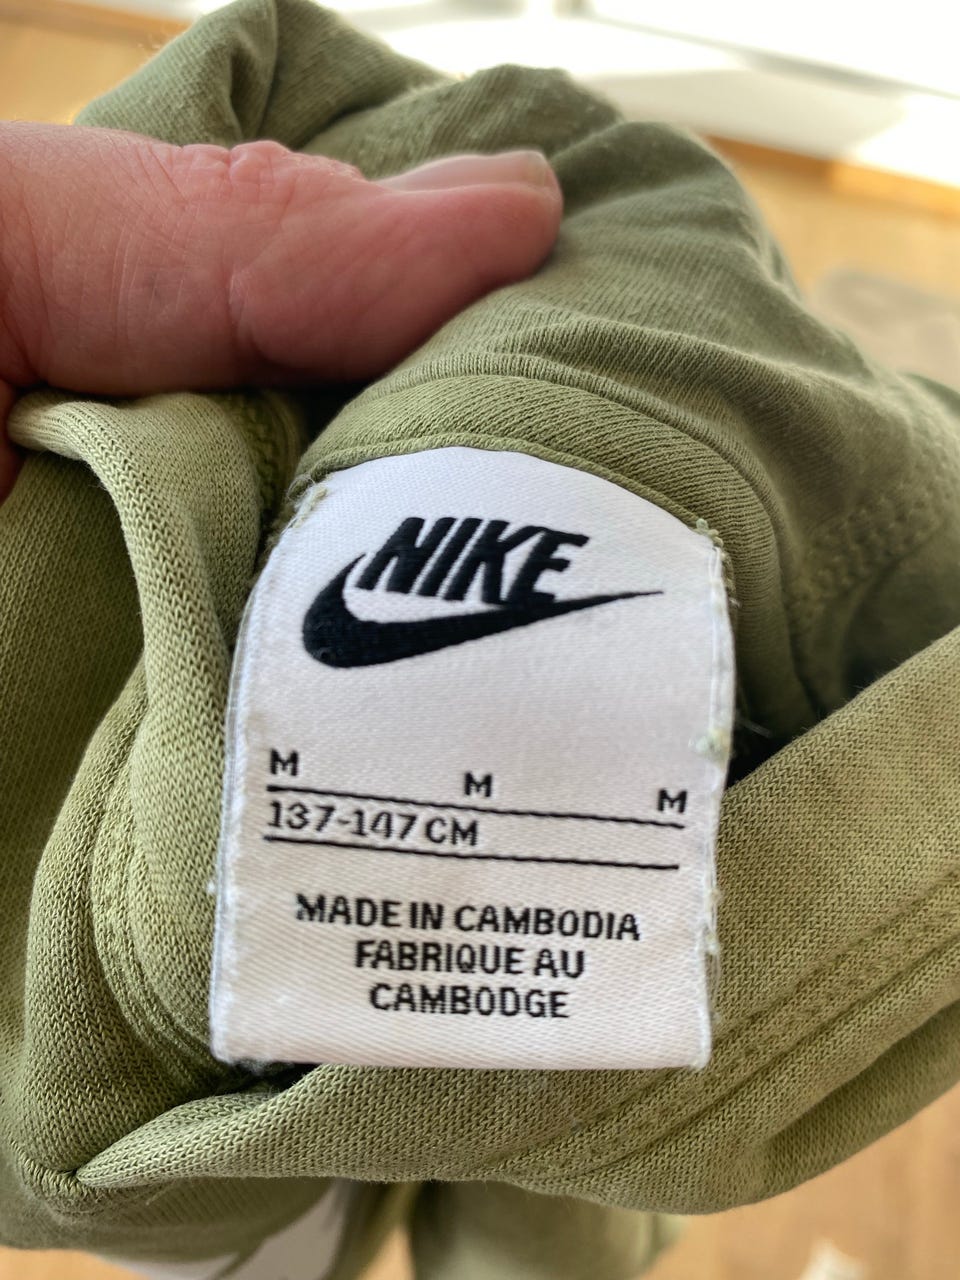 NIKE
M M M
137-147 CM
MADE IN CAMBODIA
FABRIQUE AU
CAMBODGE